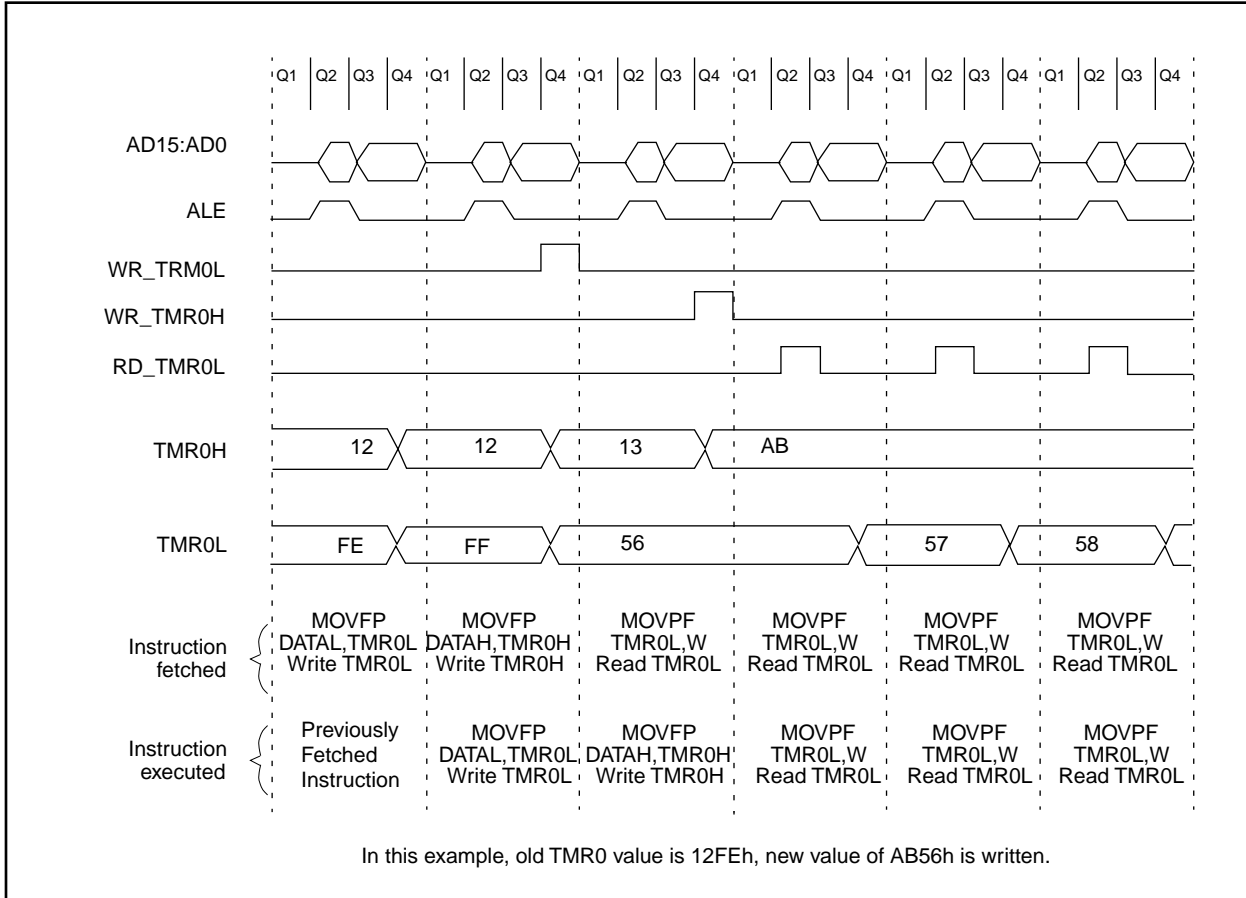 Q1 Q2 Q3 Q4 Q1 Q2 Q3 Q4 Q1 Q2 Q3 Q4 Q1 Q2 Q3 Q4 Q1 Q2 Q3 Q4 Q1 Q2 Q3 Q4
AD15:AD0
ALE
WR_TRM0L
WR_TMR0H
RD_TMR0L
TMR0H 12 12 13 AB
TMR0L FE FF 56 57 58
Instruction
fetched
MOVFP
DATAL,TMR0L
Write TMR0L
MOVFP
DATAH,TMR0H
Write TMR0H
MOVPF
TMR0L,W
Read TMR0L
MOVPF
TMR0L,W
Read TMR0L
MOVPF
TMR0L,W
Read TMR0L
MOVPF
TMR0L,W
Read TMR0L
Instruction
executed
Previously
Fetched
Instruction
MOVFP
DATAL,TMR0L
Write TMR0L
MOVFP
DATAH,TMR0H
Write TMR0H
MOVPF
TMR0L,W
Read TMR0L
MOVPF
TMR0L,W
Read TMR0L
MOVPF
TMR0L,W
Read TMR0L
In this example, old TMR0 value is 12FEh, new value of AB56h is written.